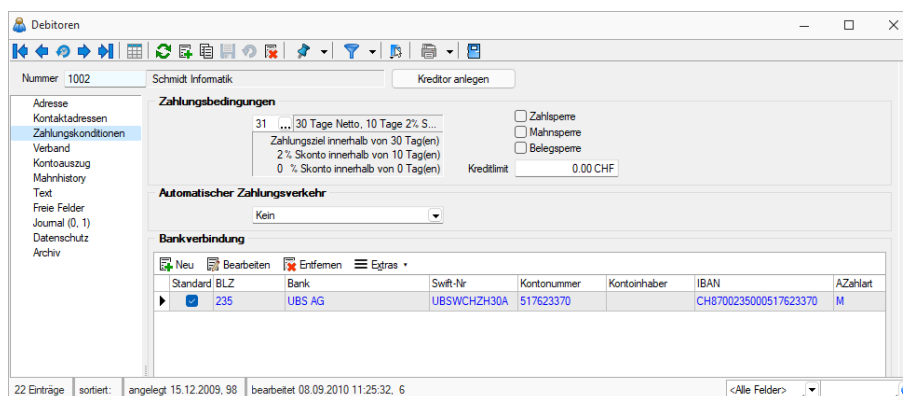 Debitoren
Nummer 1002 Schmidt Informatik Kreditor anlegen
Adresse
Kontaktadressen
Zahlungskonditionen
Verband
Kontoauszug
Mahnhistory
Text
Freie Felder
Journal (0, 1)
Datenschutz
Archiv
Zahlungsbedingungen
31 ... 30 Tage Netto, 10 Tage 2% S...
Zahlungsziel innerhalb von 30 Tag(en)
2 % Skonto innerhalb von 10 Tag(en)
0 % Skonto innerhalb von 0 Tag(en)
Zahlsperre
Mahnsperre
Belegsperre
Kreditlimit 0.00 CHF
Automatischer Zahlungsverkehr
Kein
Bankverbindung
Neu Bearbeiten Entfernen Extras
Standard BLZ Bank Swift-Nr Kontonummer Kontoinhaber IBAN AZahlart
235 UBS AG UBSWCHZH30A 517623370 CH8700235000517623370 M
22 Einträge sortiert: angelegt 15.12.2009, 98 bearbeitet 08.09.2010 11:25:32, 6 <Alle Felder>